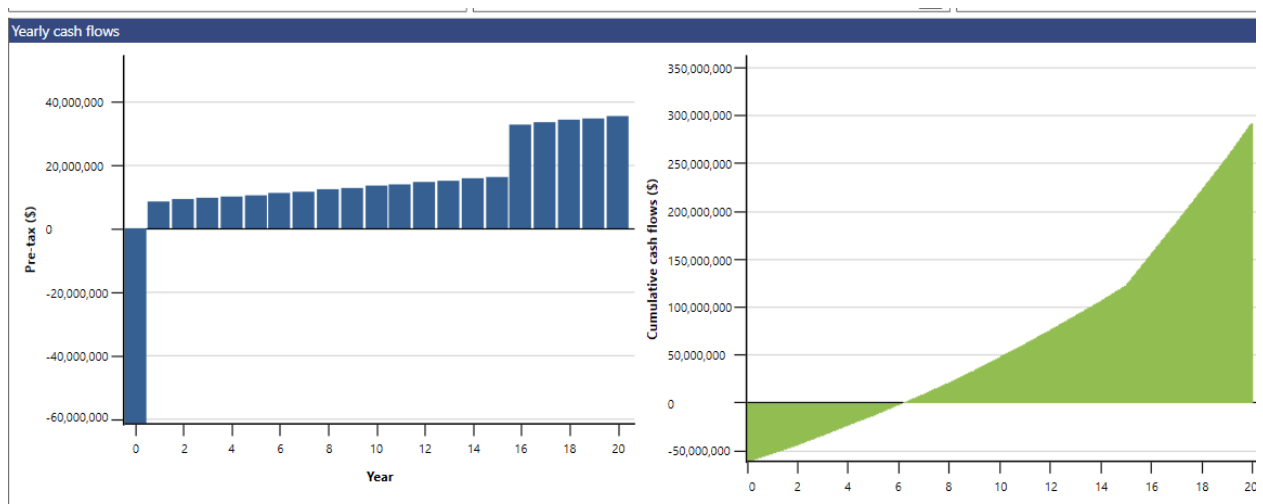 Yearly cash flows
40,000,000
20,000,000
0
-20,000,000
-40,000,000
-60,000,000
Pre-tax ($)
0 2 4 6 8 10 12 14 16 18 20
Year
350,000,000
300,000,000
250,000,000
200,000,000
150,000,000
100,000,000
50,000,000
0
-50,000,000
Cumulative cash flows ($)
0 2 4 6 8 10 12 14 16 18 20